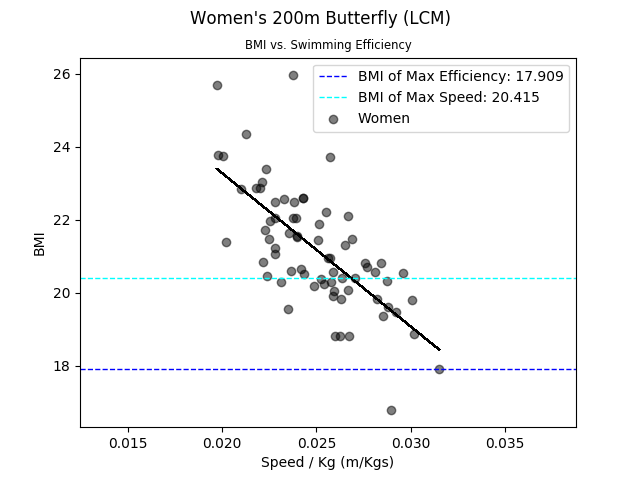 Women's 200m Butterfly (LCM)
BMI vs. Swimming Efficiency
BMI of Max Efficiency: 17.909
BMI of Max Speed: 20.415
Women
26
24
22
20
18
BMI
0.015
0.020
0.025
0.030
0.035
Speed / Kg (m/Kgs)